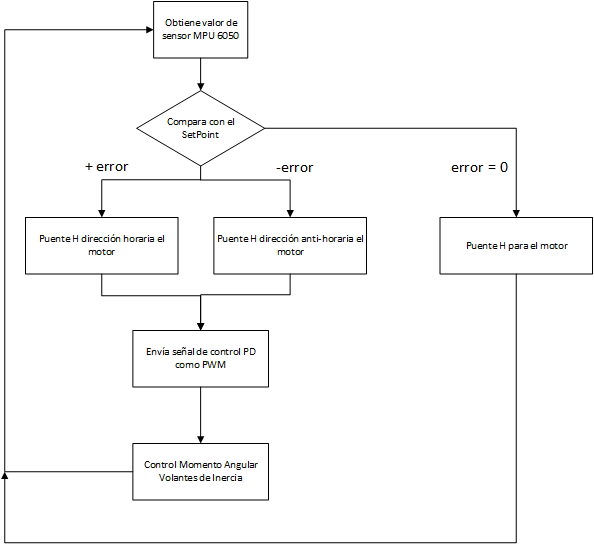 Obtiene valor de
sensor MPU 6050
Compara con el
SetPoint
+ error
-error
error = 0
Puente H dirección horaria el
motor
Puente H dirección anti-horaria el
motor
Puente H para el motor
Envía señal de control PD
como PWM
Control Momento Angular
Volantes de Inercia